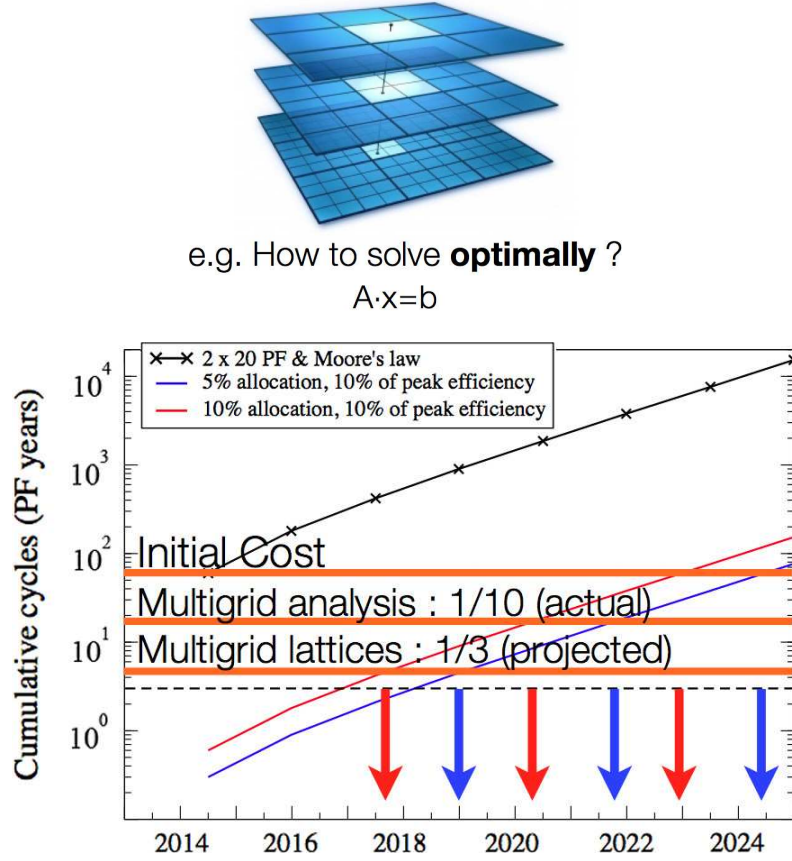 e.g. How to solve optimally ?
A·x=b
2 x 20 PF & Moore's law
5% allocation, 10% of peak efficiency
10% allocation, 10% of peak efficiency
Cumulative cycles (PF years)
10^4
10^3
10^2
10^1
10^0
Initial Cost
Multigrid analysis : 1/10 (actual)
Multigrid lattices : 1/3 (projected)
2014 2016 2018 2020 2022 2024